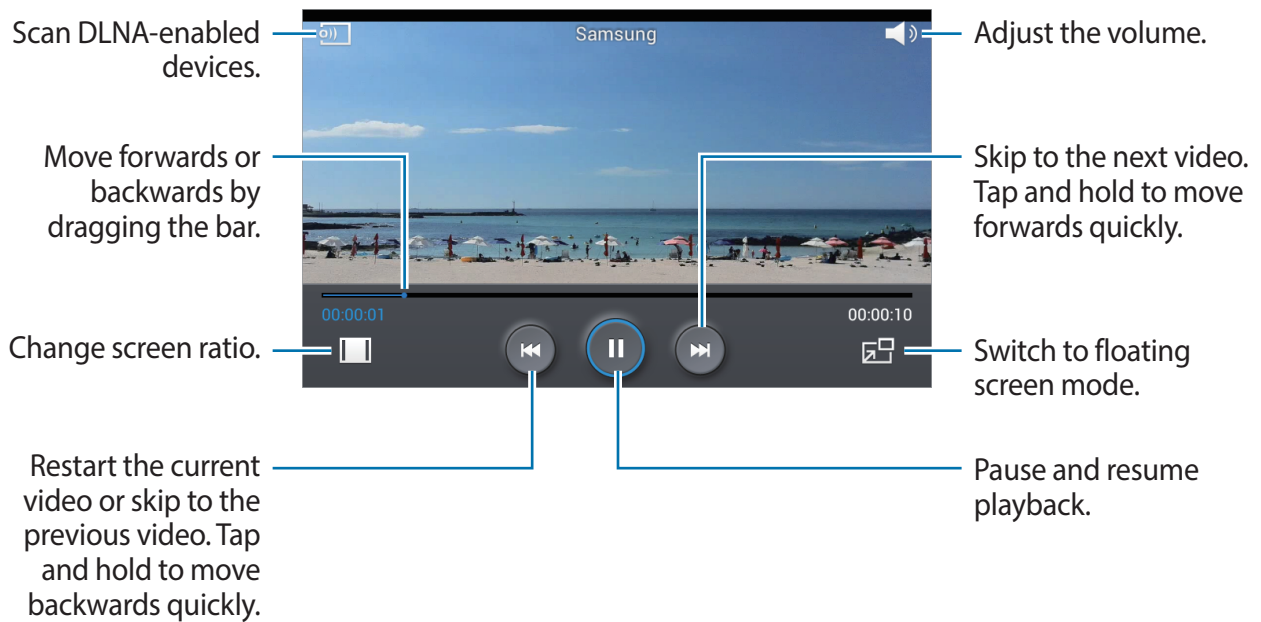 Scan DLNA-enabled
devices.
Samsung
Adjust the volume.
Move forwards or
backwards by
dragging the bar.
Skip to the next video.
Tap and hold to move
forwards quickly.
00:00:01
00:00:10
Change screen ratio.
Switch to floating
screen mode.
Restart the current
video or skip to the
previous video. Tap
and hold to move
backwards quickly.
Pause and resume
playback.